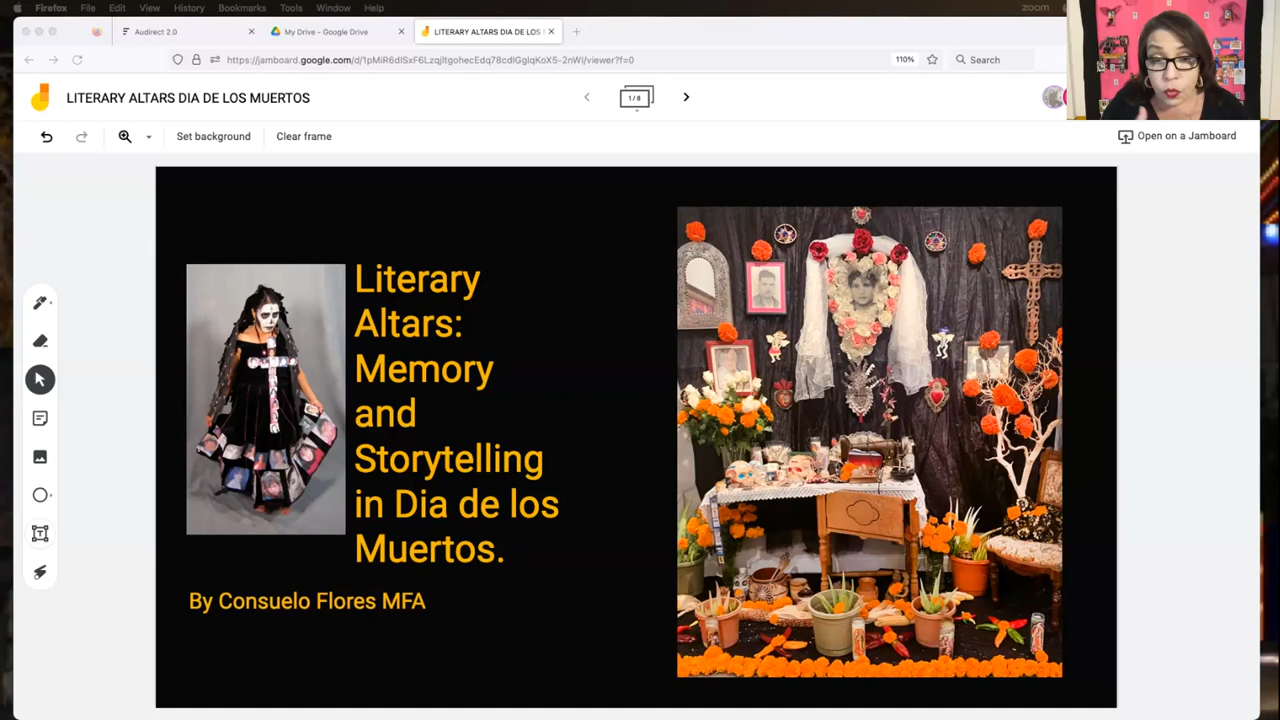 Firefox File Edit View History Bookmarks Tools Window Help
zoom
Audirect 2.0
My Drive - Google Drive
LITERARY ALTARS DIA DE LOS
110%
Search
LITERARY ALTARS DIA DE LOS MUERTOS
1/8
Set background
Clear frame
Open on a Jamboard
Literary
Altars:
Memory
and
Storytelling
in Dia de los
Muertos.
By Consuelo Flores MFA